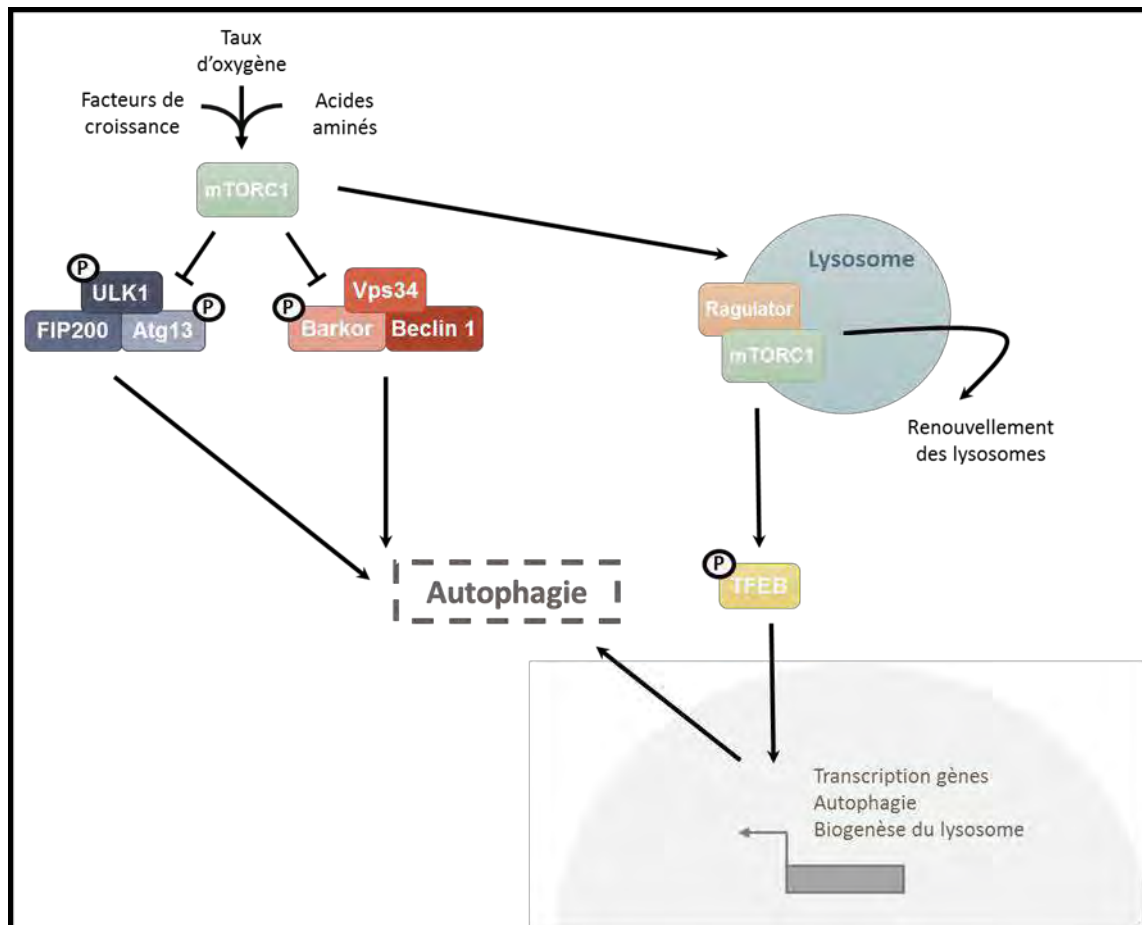 Taux
d'oxygène
Facteurs de
croissance
Acides
aminés
mTORC1
P
ULK1
P
FIP200
Atg13
P
Vps34
Barkor
Beclin 1
Lysosome
Ragulator
mTORC1
Renouvellement
des lysosomes
P
TFEB
Autophagie
Transcription gènes
Autophagie
Biogenèse du lysosome